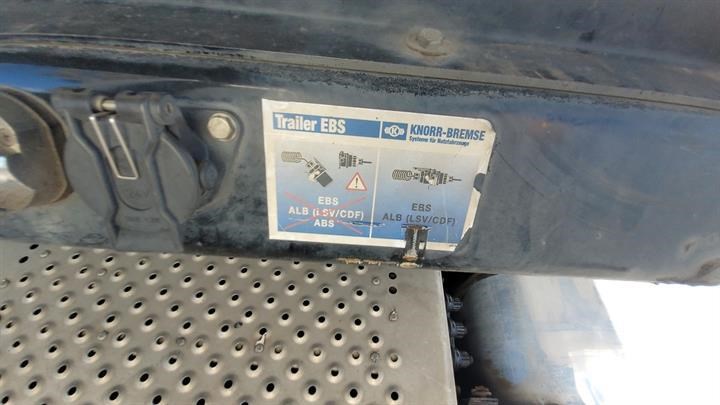 Trailer EBS
KNORR-BREMSE
Systeme für Nutzfahrzeuge
EBS
ALB (LSV/CDF)
ABS
EBS
ALB (LSV/CDF)